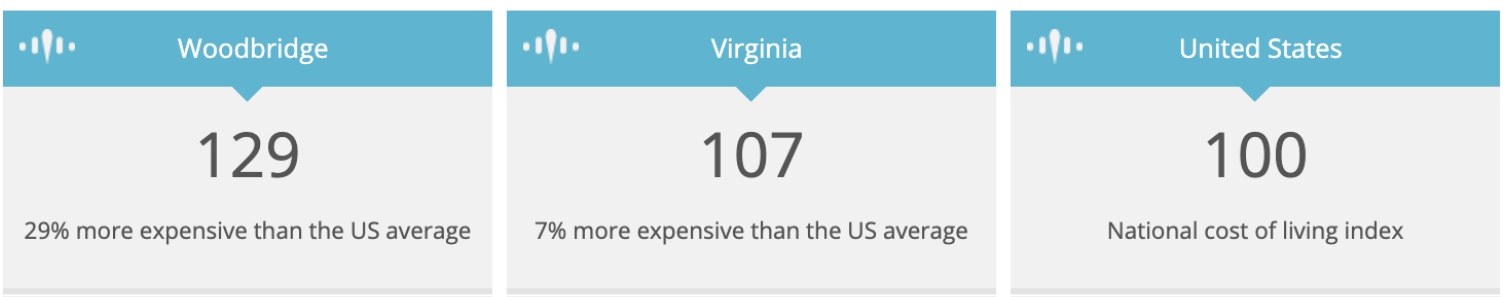 Woodbridge
129
29% more expensive than the US average
Virginia
107
7% more expensive than the US average
United States
100
National cost of living index